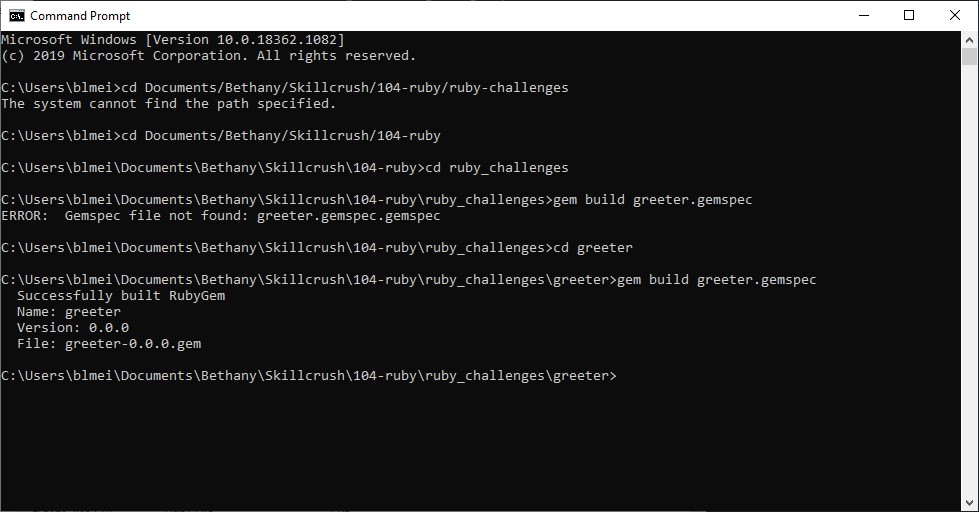 Command Prompt
Microsoft Windows [Version 10.0.18362.1082]
(c) 2019 Microsoft Corporation. All rights reserved.
C:\Users\blmei>cd Documents/Bethany/Skillcrush/104-ruby/ruby-challenges
The system cannot find the path specified.
C:\Users\blmei>cd Documents/Bethany/Skillcrush/104-ruby
C:\Users\blmei\Documents\Bethany\Skillcrush\104-ruby>cd ruby_challenges
C:\Users\blmei\Documents\Bethany\Skillcrush\104-ruby\ruby_challenges>gem build greeter.gemspec
ERROR:  Gemspec file not found: greeter.gemspec.gemspec
C:\Users\blmei\Documents\Bethany\Skillcrush\104-ruby\ruby_challenges>cd greeter
C:\Users\blmei\Documents\Bethany\Skillcrush\104-ruby\ruby_challenges\greeter>gem build greeter.gemspec
  Successfully built RubyGem
  Name: greeter
  Version: 0.0.0
  File: greeter-0.0.0.gem
C:\Users\blmei\Documents\Bethany\Skillcrush\104-ruby\ruby_challenges\greeter>